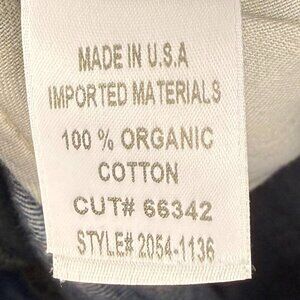 MADE IN U.S.A
IMPORTED MATERIALS
100 % ORGANIC
COTTON
CUT# 66342
STYLE# 2054-1136